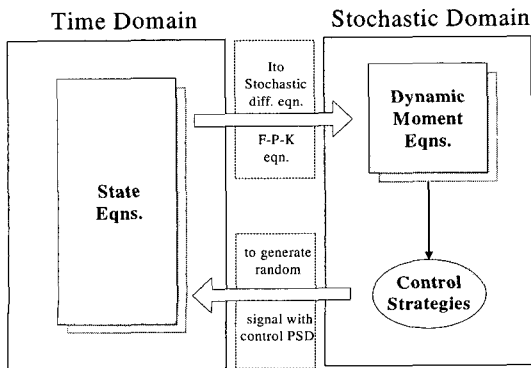 Time Domain
Stochastic Domain
Ito
Stochastic
diff. eqn.
F-P-K
eqn.
State
Eqns.
Dynamic
Moment
Eqns.
to generate
random
signal with
control PSD
Control
Strategies